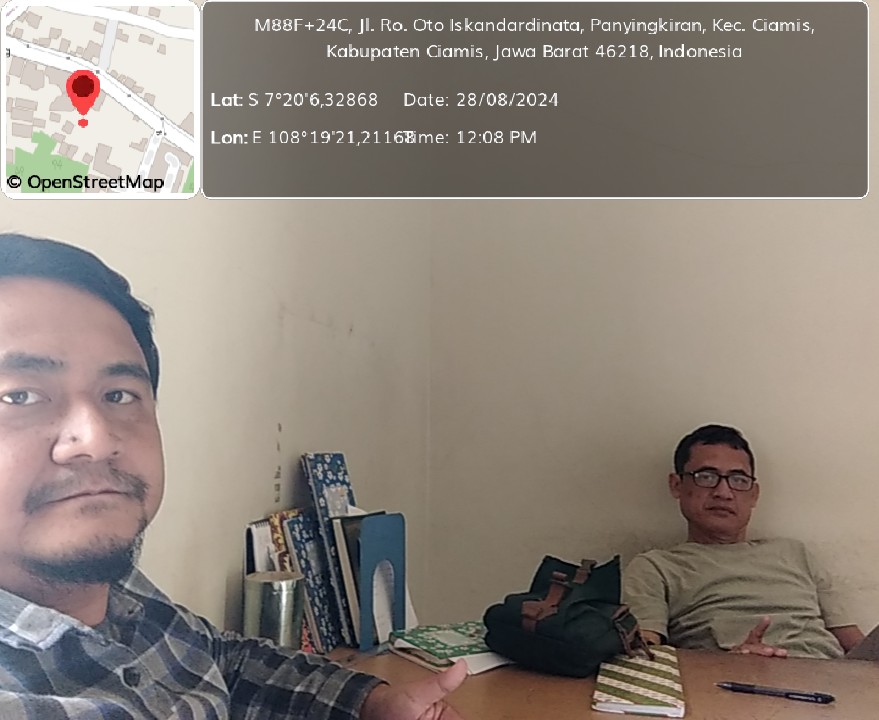 M88F+24C, Jl. Ro. Oto Iskandardinata, Panyingkiran, Kec. Ciamis,
Kabupaten Ciamis, Jawa Barat 46218, Indonesia
Lat: S 7°20'6,32868 Date: 28/08/2024
Lon: E 108°19'21,21168 Time: 12:08 PM
© OpenStreetMap